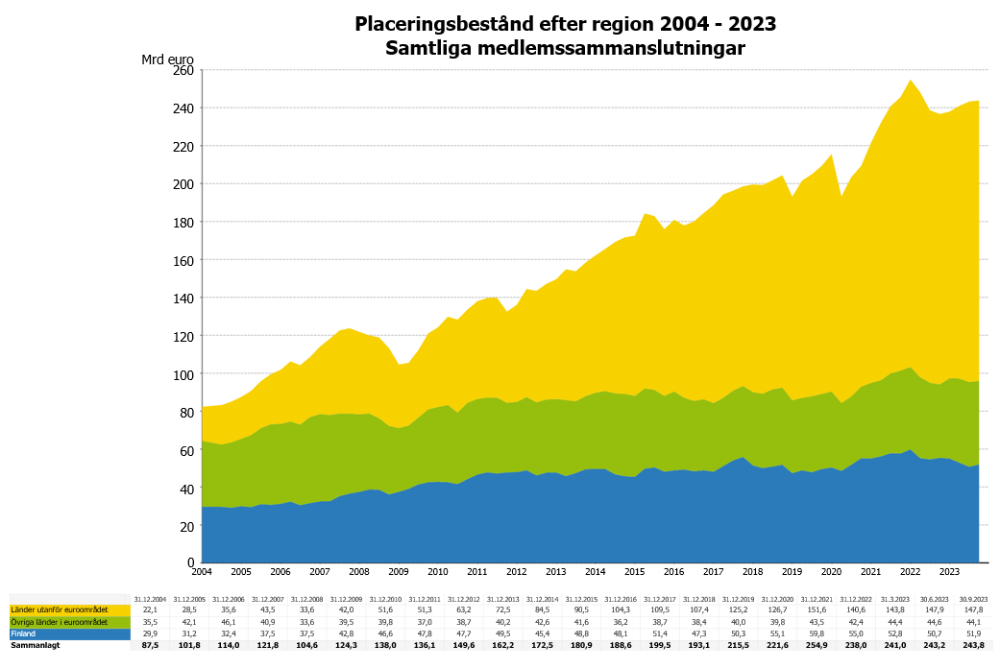 Placeringsbestånd efter region 2004 - 2023
Samtliga medlemssammanslutningar
Mrd euro
260
240
220
200
180
160
140
120
100
80
60
40
20
0
2004 2005 2006 2007 2008 2009 2010 2011 2012 2013 2014 2015 2016 2017 2018 2019 2020 2021 2022 2023
31.12.2004 31.12.2005 31.12.2006 31.12.2007 31.12.2008 31.12.2009 31.12.2010 31.12.2011 31.12.2012 31.12.2013 31.12.2014 31.12.2015 31.12.2016 31.12.2017 31.12.2018 31.12.2019 31.12.2020 31.12.2021 31.12.2022 31.3.2023 30.6.2023 30.9.2023
Länder utanför euroområdet 22,1 28,5 35,6 43,5 33,6 42,0 51,6 51,3 63,2 72,5 84,5 90,5 104,3 109,5 107,4 125,2 126,7 151,6 140,6 143,8 147,9 147,8
Övriga länder i euroområdet 35,5 42,1 46,1 40,9 33,6 39,5 39,8 37,0 38,7 40,2 42,6 41,6 36,2 38,7 38,4 40,0 39,8 43,5 42,4 44,4 44,6 44,1
Finland 29,9 31,2 32,4 37,5 37,5 42,8 46,6 47,8 47,7 49,5 45,4 48,8 48,1 51,4 47,3 50,3 55,1 59,8 55,0 52,8 50,7 51,9
Sammanlagt 87,5 101,8 114,0 121,8 104,6 124,3 138,0 136,1 149,6 162,2 172,5 180,9 188,6 199,5 193,1 215,5 221,6 254,9 238,0 241,0 243,2 243,8